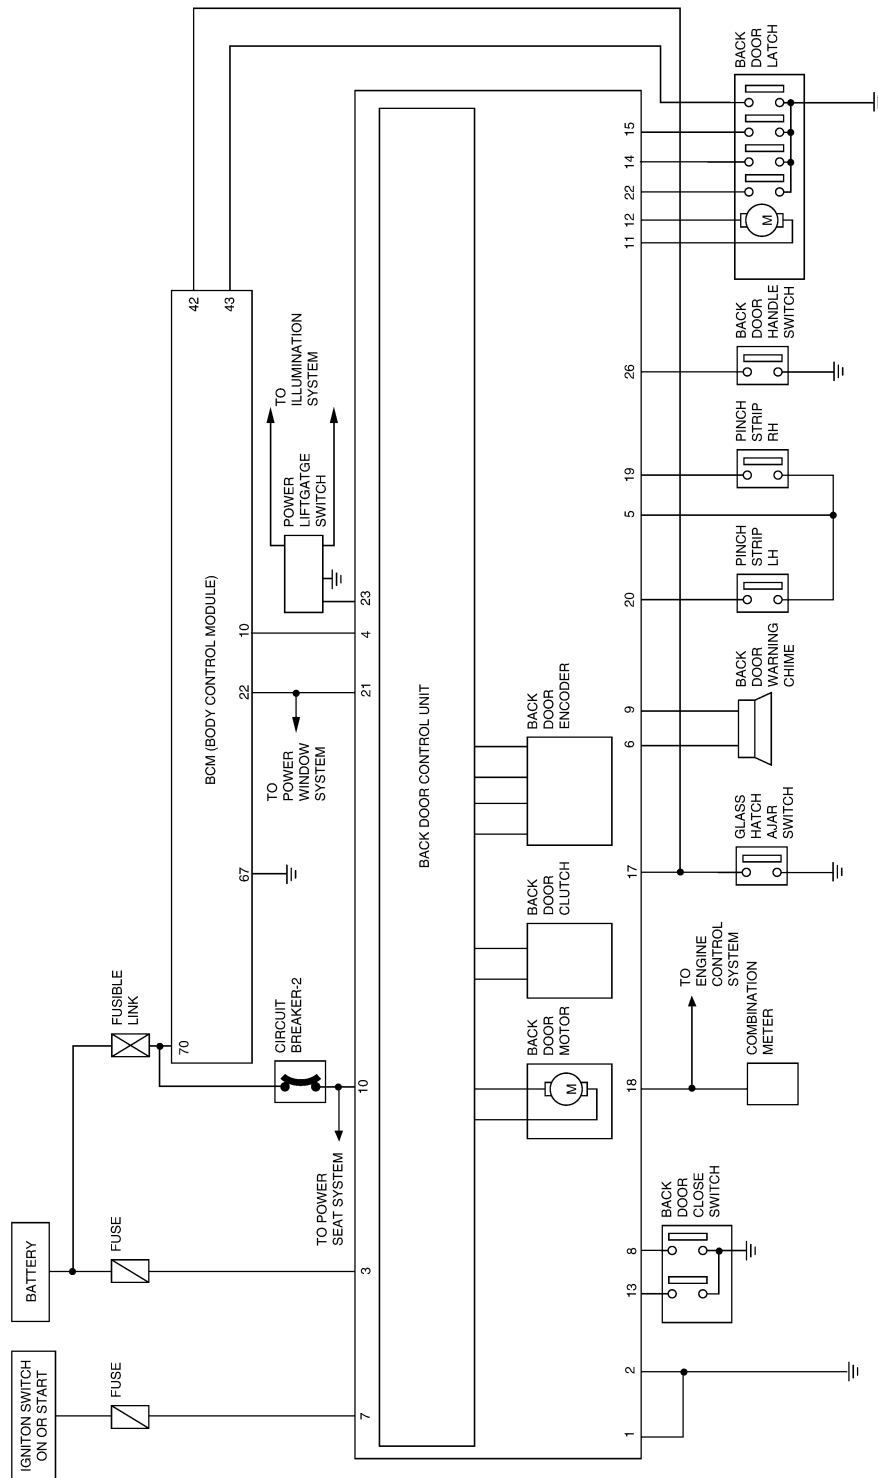 IGNITON SWITCH
ON OR START
FUSE
7
BATTERY
FUSE
3
FUSIBLE
LINK
70
CIRCUIT
BREAKER-2
10
TO POWER
SEAT SYSTEM
BCM (BODY CONTROL MODULE)
67
22
10
42
43
TO
POWER
WINDOW
SYSTEM
21
4
23
POWER
LIFTGATGE
SWITCH
TO
ILLUMINATION
SYSTEM
BACK DOOR CONTROL UNIT
BACK
DOOR
MOTOR
M
BACK
DOOR
CLUTCH
BACK
DOOR
ENCODER
1
2
13
8
18
17
6
9
20
5
19
26
11
12
22
14
15
BACK
DOOR
CLOSE
SWITCH
TO
ENGINE
CONTROL
SYSTEM
COMBINATION
METER
GLASS
HATCH
AJAR
SWITCH
BACK
DOOR
WARNING
CHIME
PINCH
STRIP
LH
PINCH
STRIP
RH
BACK
DOOR
HANDLE
SWITCH
BACK
DOOR
LATCH
M